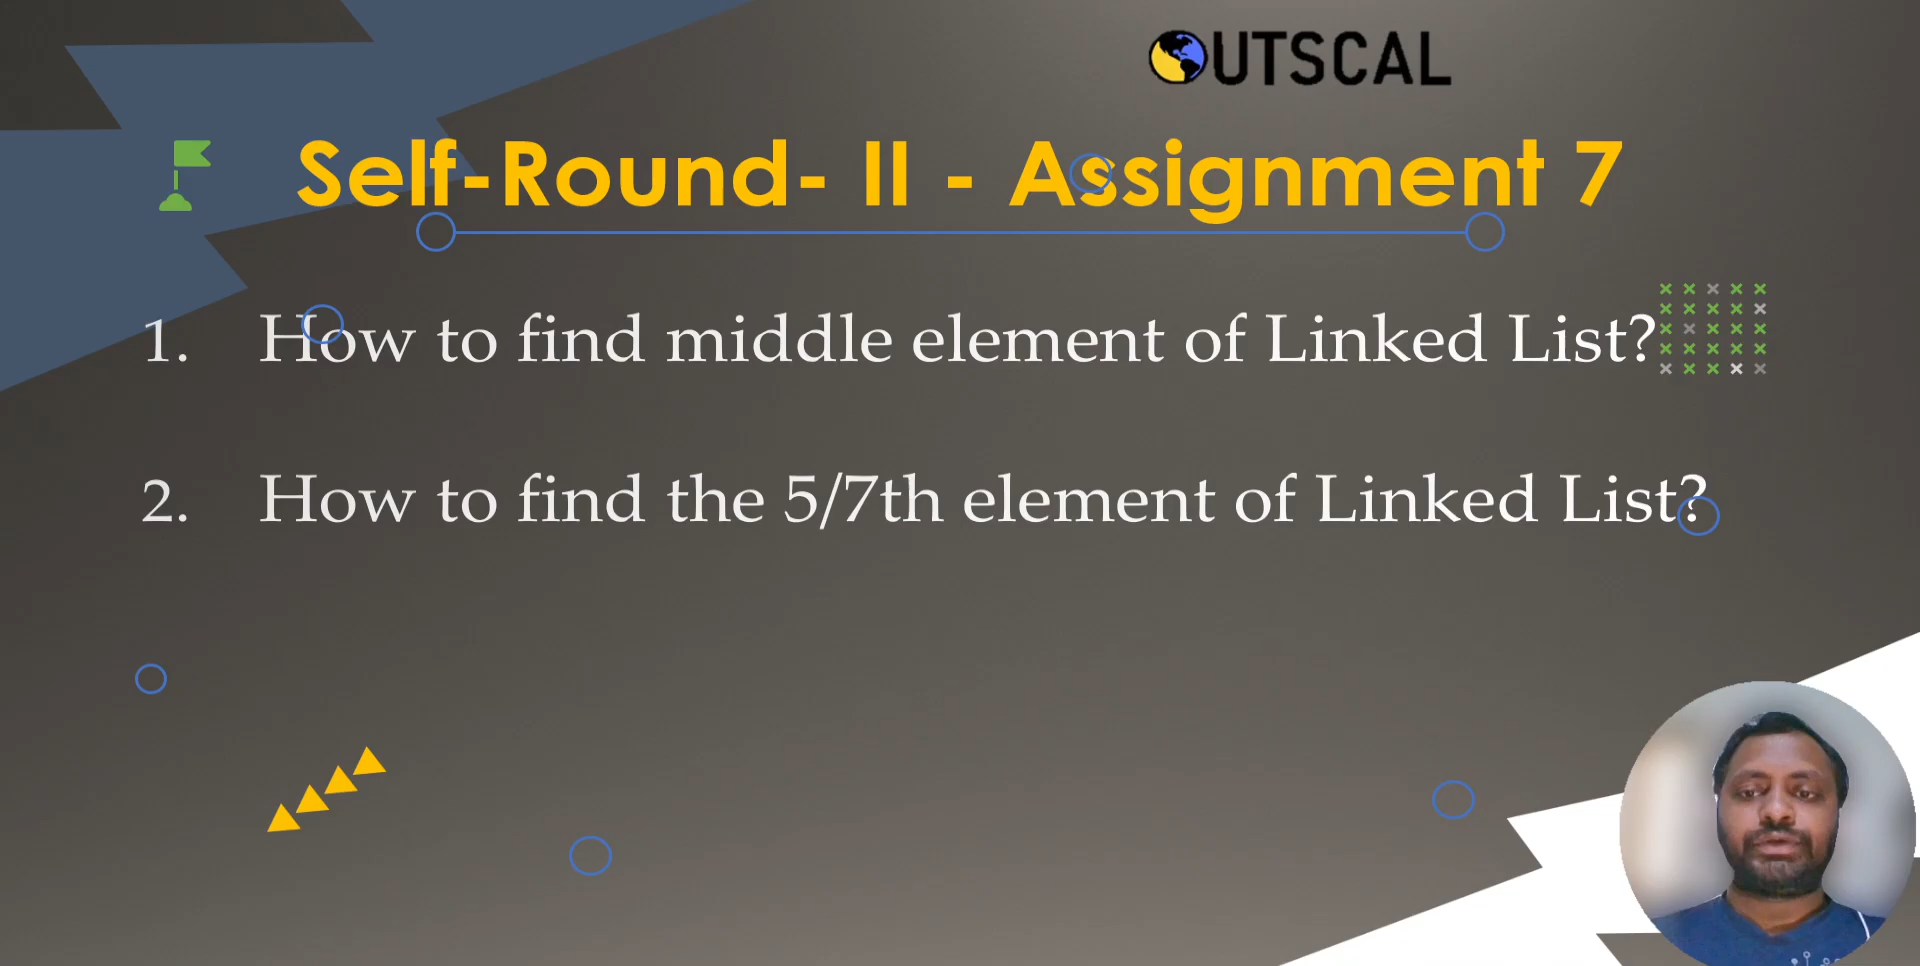 OUTSCAL
Self-Round- II - Assignment 7
1. How to find middle element of Linked List?
2. How to find the 5/7th element of Linked List?